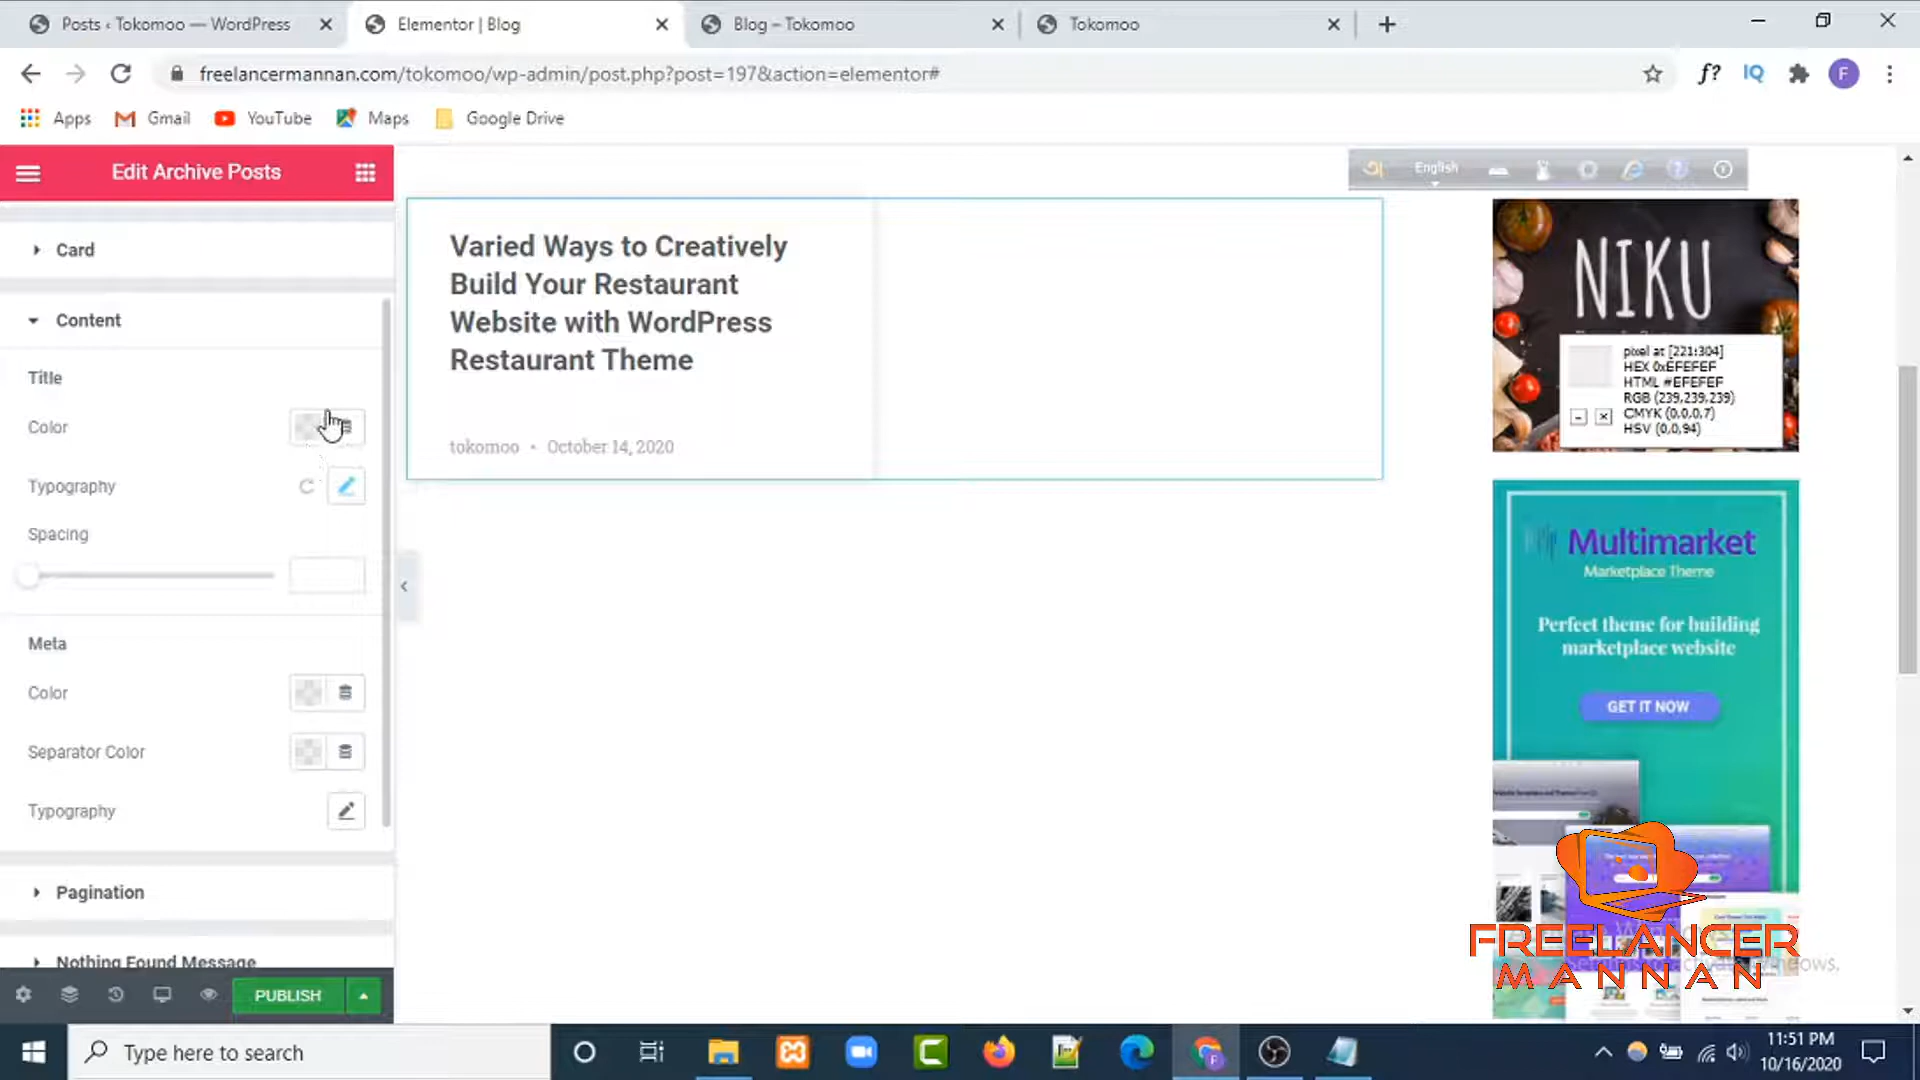 Posts ‹ Tokomoo — WordPress
Elementor | Blog
Blog – Tokomoo
Tokomoo
freelancermannan.com/tokomoo/wp-admin/post.php?post=197&action=elementor#
f?
IQ
F
Apps
Gmail
YouTube
Maps
Google Drive
Edit Archive Posts
অ
English
Card
Content
Title
Color
Typography
Spacing
Meta
Color
Separator Color
Typography
Pagination
Nothing Found Message
PUBLISH
Varied Ways to Creatively
Build Your Restaurant
Website with WordPress
Restaurant Theme
tokomoo • October 14, 2020
NIKU
pixel at [221:304]
HEX 0xEFEFEF
HTML #EFEFEF
RGB (239,239,239)
CMYK (0,0,0,7)
HSV (0,0,94)
Multimarket
Marketplace Theme
Perfect theme for building
marketplace website
GET IT NOW
FREELANCER
MANNAN
Type here to search
11:51 PM
10/16/2020